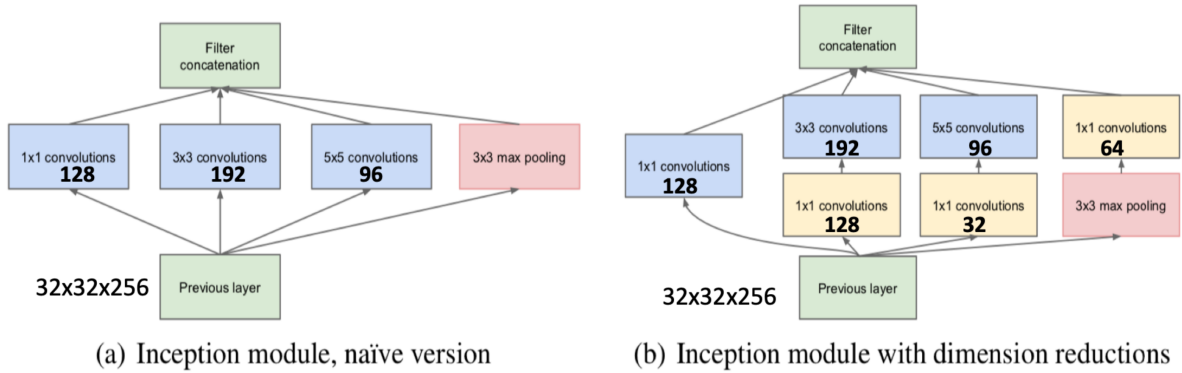 Filter
concatenation
1x1 convolutions
128
3x3 convolutions
192
5x5 convolutions
96
3x3 max pooling
32x32x256
Previous layer
(a) Inception module, naïve version
Filter
concatenation
1x1 convolutions
128
3x3 convolutions
192
5x5 convolutions
96
1x1 convolutions
64
1x1 convolutions
128
1x1 convolutions
32
3x3 max pooling
32x32x256
Previous layer
(b) Inception module with dimension reductions